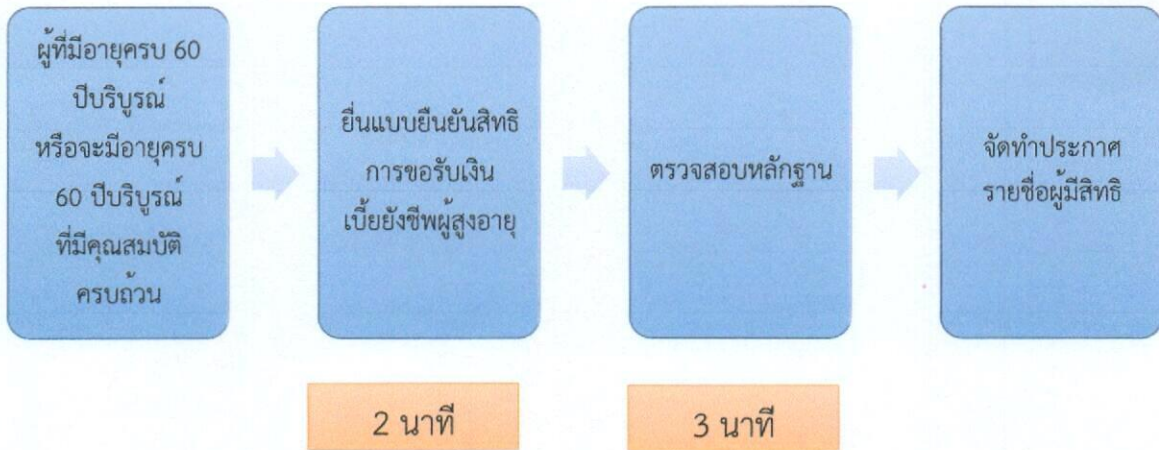 ผู้ที่มีอายุครบ 60
ปีบริบูรณ์
หรือจะมีอายุครบ
60 ปีบริบูรณ์
ที่มีคุณสมบัติ
ครบถ้วน
ยื่นแบบยืนยันสิทธิ
การขอรับเงิน
เบี้ยยังชีพผู้สูงอายุ
ตรวจสอบหลักฐาน
จัดทำประกาศ
รายชื่อผู้มีสิทธิ
2 นาที
3 นาที